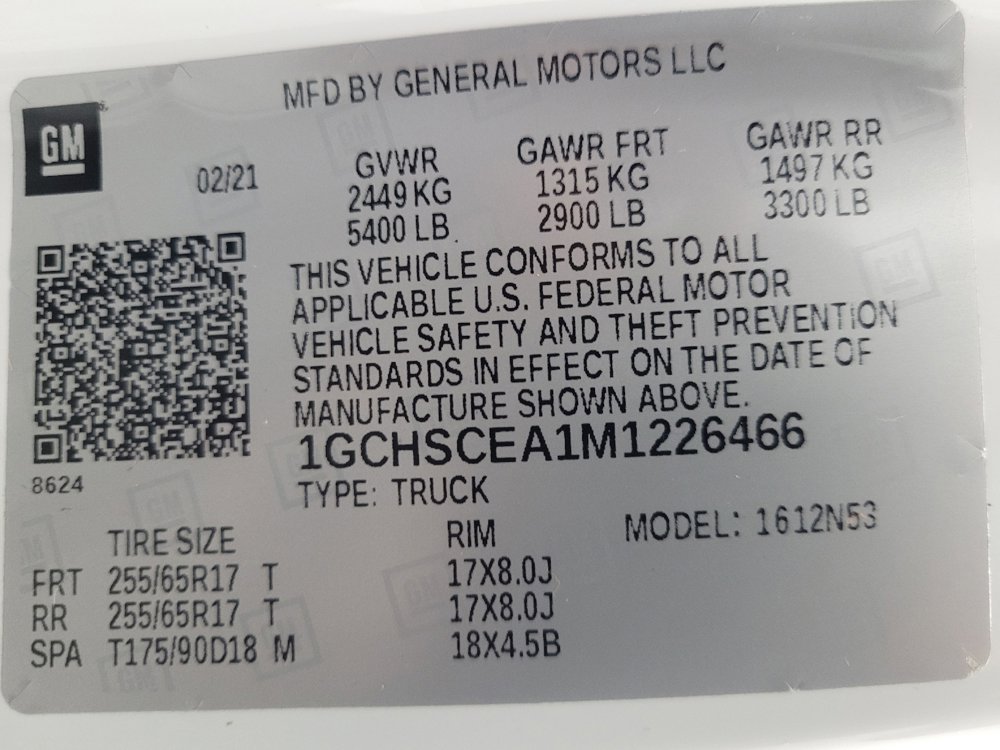 MFD BY GENERAL MOTORS LLC
GM
02/21
GVWR GAWR FRT GAWR RR
2449 KG 1315 KG 1497 KG
5400 LB 2900 LB 3300 LB
THIS VEHICLE CONFORMS TO ALL
APPLICABLE U.S. FEDERAL MOTOR
VEHICLE SAFETY AND THEFT PREVENTION
STANDARDS IN EFFECT ON THE DATE OF
MANUFACTURE SHOWN ABOVE.
1GCHSCEA1M1226466
8624
TYPE: TRUCK
TIRE SIZE RIM MODEL: 1612N53
FRT 255/65R17 T 17X8.0J
RR 255/65R17 T 17X8.0J
SPA T175/90D18 M 18X4.5B